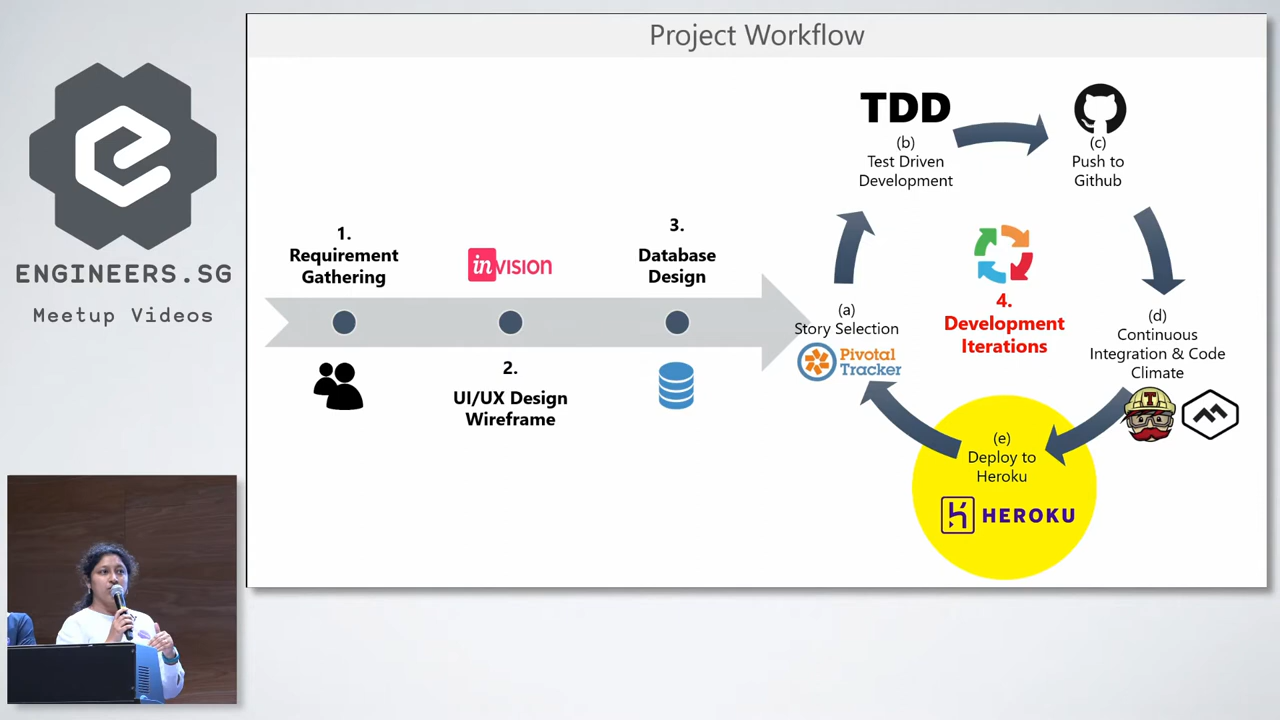 Project Workflow
ENGINEERS.SG
Meetup Videos
1.
Requirement
Gathering
invision
2.
UI/UX Design
Wireframe
3.
Database
Design
4.
Development
Iterations
(a)
Story Selection
Pivotal
Tracker
TDD
(b)
Test Driven
Development
(c)
Push to
Github
(d)
Continuous
Integration & Code
Climate
T
(e)
Deploy to
Heroku
HEROKU